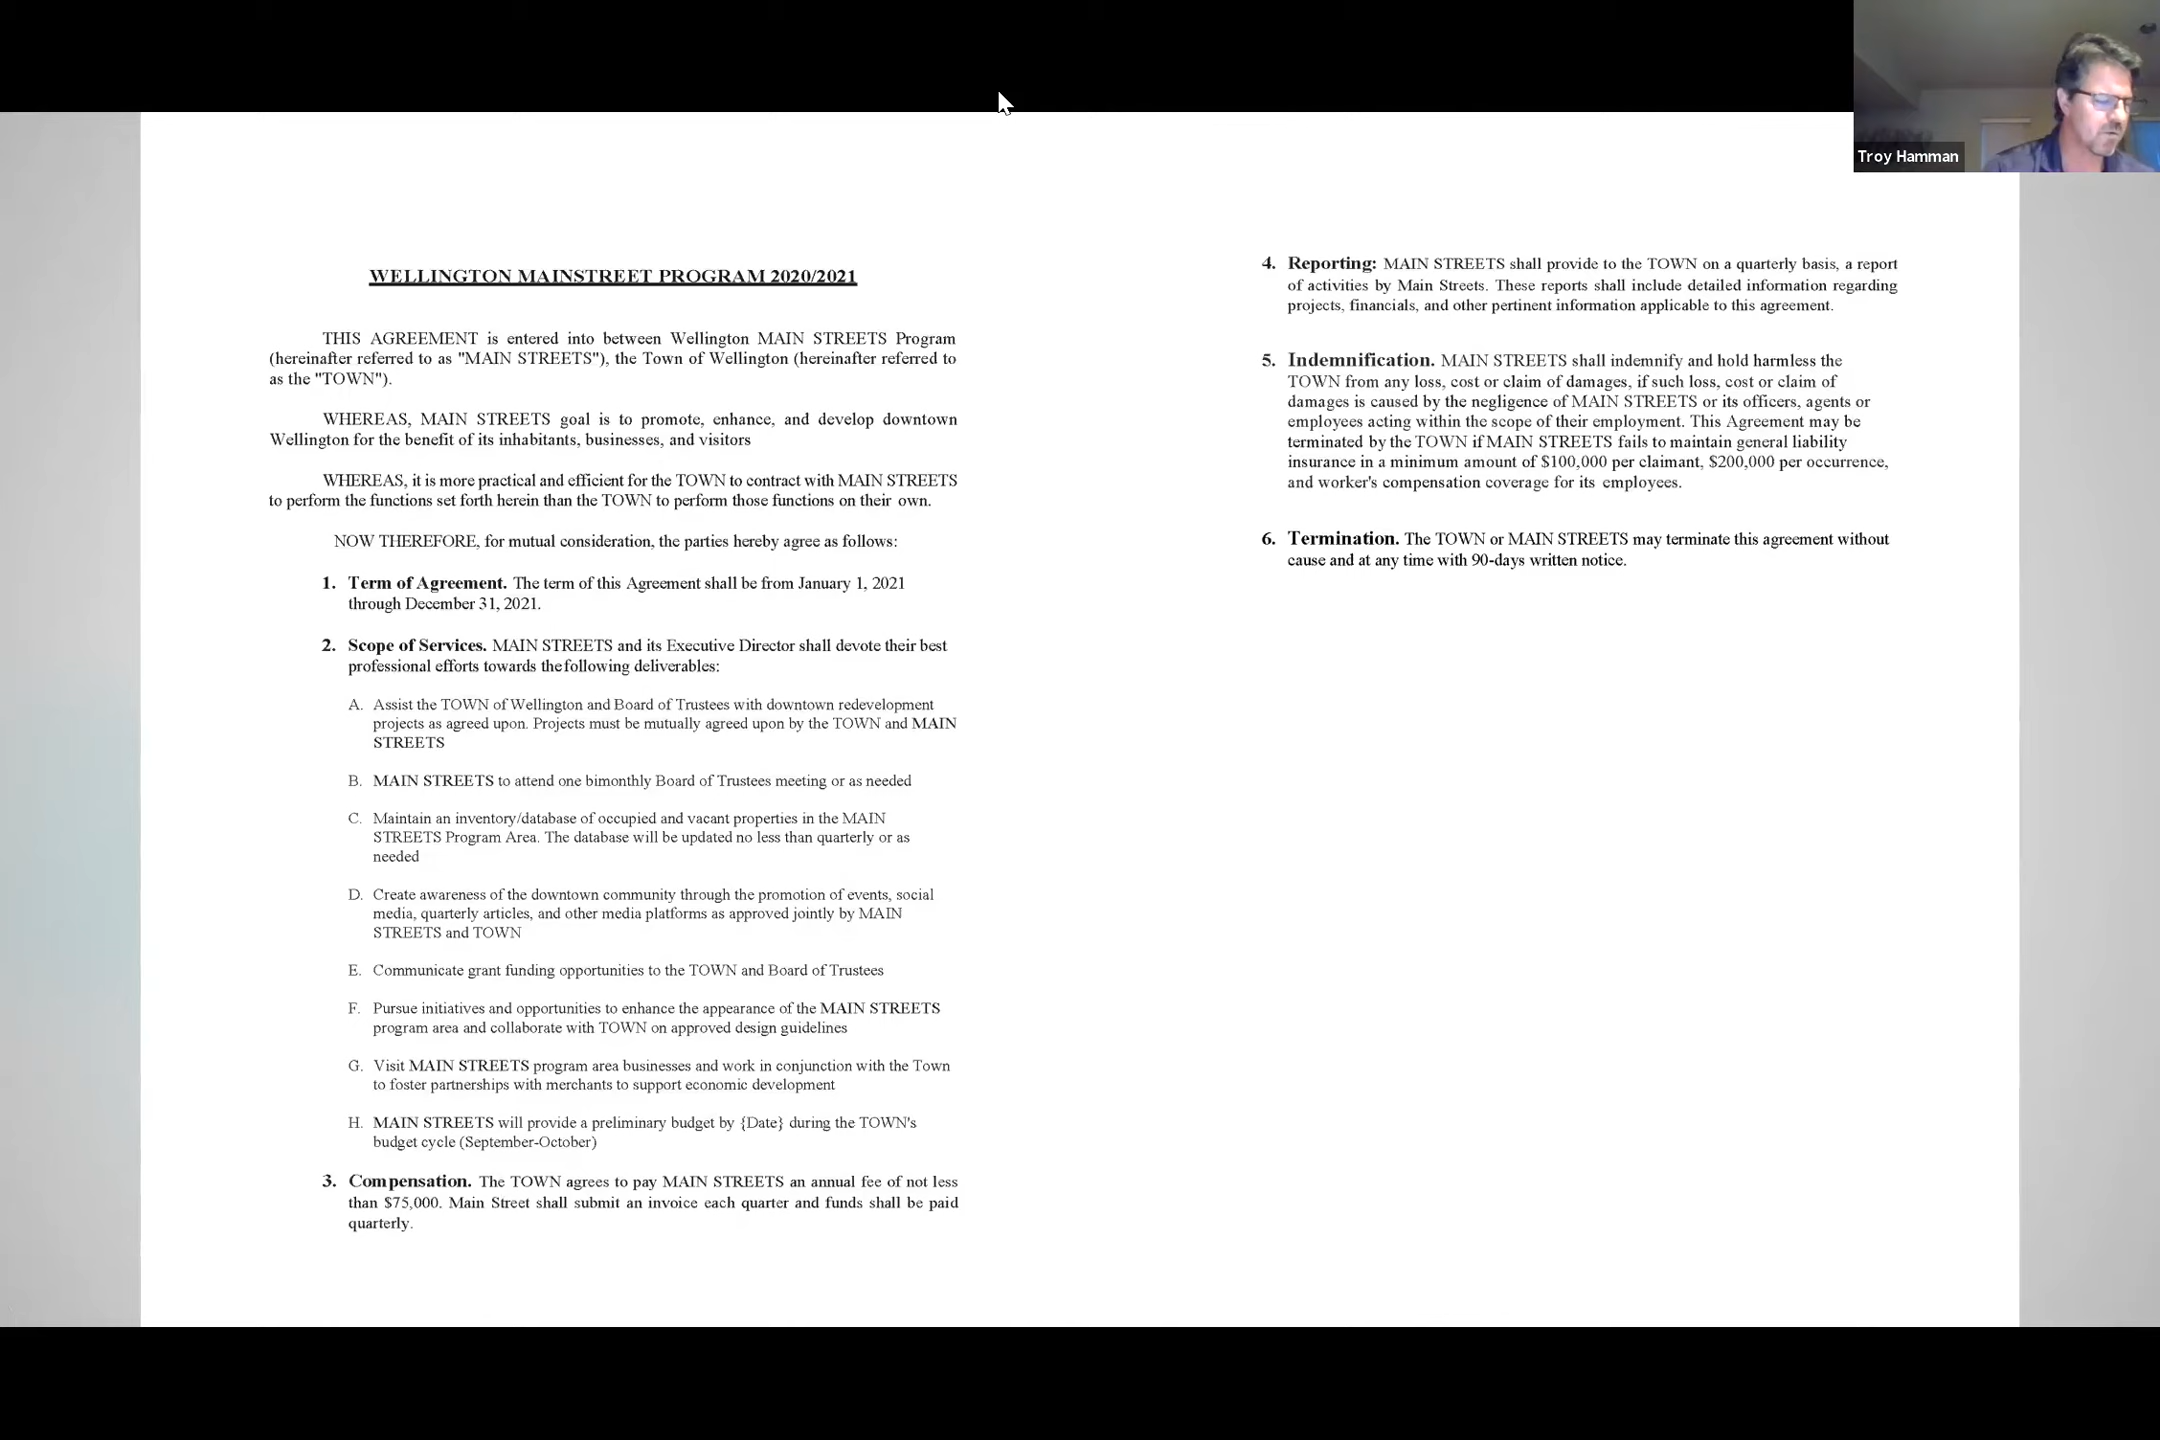 Troy Hamman
WELLINGTON MAINSTREET PROGRAM 2020/2021
THIS AGREEMENT is entered into between Wellington MAIN STREETS Program
(hereinafter referred to as "MAIN STREETS"), the Town of Wellington (hereinafter referred to
as the "TOWN").
WHEREAS, MAIN STREETS goal is to promote, enhance, and develop downtown
Wellington for the benefit of its inhabitants, businesses, and visitors
WHEREAS, it is more practical and efficient for the TOWN to contract with MAIN STREETS
to perform the functions set forth herein than the TOWN to perform those functions on their own.
NOW THEREFORE, for mutual consideration, the parties hereby agree as follows:
1. Term of Agreement. The term of this Agreement shall be from January 1, 2021
through December 31, 2021.
2. Scope of Services. MAIN STREETS and its Executive Director shall devote their best
professional efforts towards the following deliverables:
A. Assist the TOWN of Wellington and Board of Trustees with downtown redevelopment
projects as agreed upon. Projects must be mutually agreed upon by the TOWN and MAIN
STREETS
B. MAIN STREETS to attend one bimonthly Board of Trustees meeting or as needed
C. Maintain an inventory/database of occupied and vacant properties in the MAIN
STREETS Program Area. The database will be updated no less than quarterly or as
needed
D. Create awareness of the downtown community through the promotion of events, social
media, quarterly articles, and other media platforms as approved jointly by MAIN
STREETS and TOWN
E. Communicate grant funding opportunities to the TOWN and Board of Trustees
F. Pursue initiatives and opportunities to enhance the appearance of the MAIN STREETS
program area and collaborate with TOWN on approved design guidelines
G. Visit MAIN STREETS program area businesses and work in conjunction with the Town
to foster partnerships with merchants to support economic development
H. MAIN STREETS will provide a preliminary budget by {Date} during the TOWN's
budget cycle (September-October)
3. Compensation. The TOWN agrees to pay MAIN STREETS an annual fee of not less
than $75,000. Main Street shall submit an invoice each quarter and funds shall be paid
quarterly.
4. Reporting: MAIN STREETS shall provide to the TOWN on a quarterly basis, a report
of activities by Main Streets. These reports shall include detailed information regarding
projects, financials, and other pertinent information applicable to this agreement.
5. Indemnification. MAIN STREETS shall indemnify and hold harmless the
TOWN from any loss, cost or claim of damages, if such loss, cost or claim of
damages is caused by the negligence of MAIN STREETS or its officers, agents or
employees acting within the scope of their employment. This Agreement may be
terminated by the TOWN if MAIN STREETS fails to maintain general liability
insurance in a minimum amount of $100,000 per claimant, $200,000 per occurrence,
and worker's compensation coverage for its employees.
6. Termination. The TOWN or MAIN STREETS may terminate this agreement without
cause and at any time with 90-days written notice.